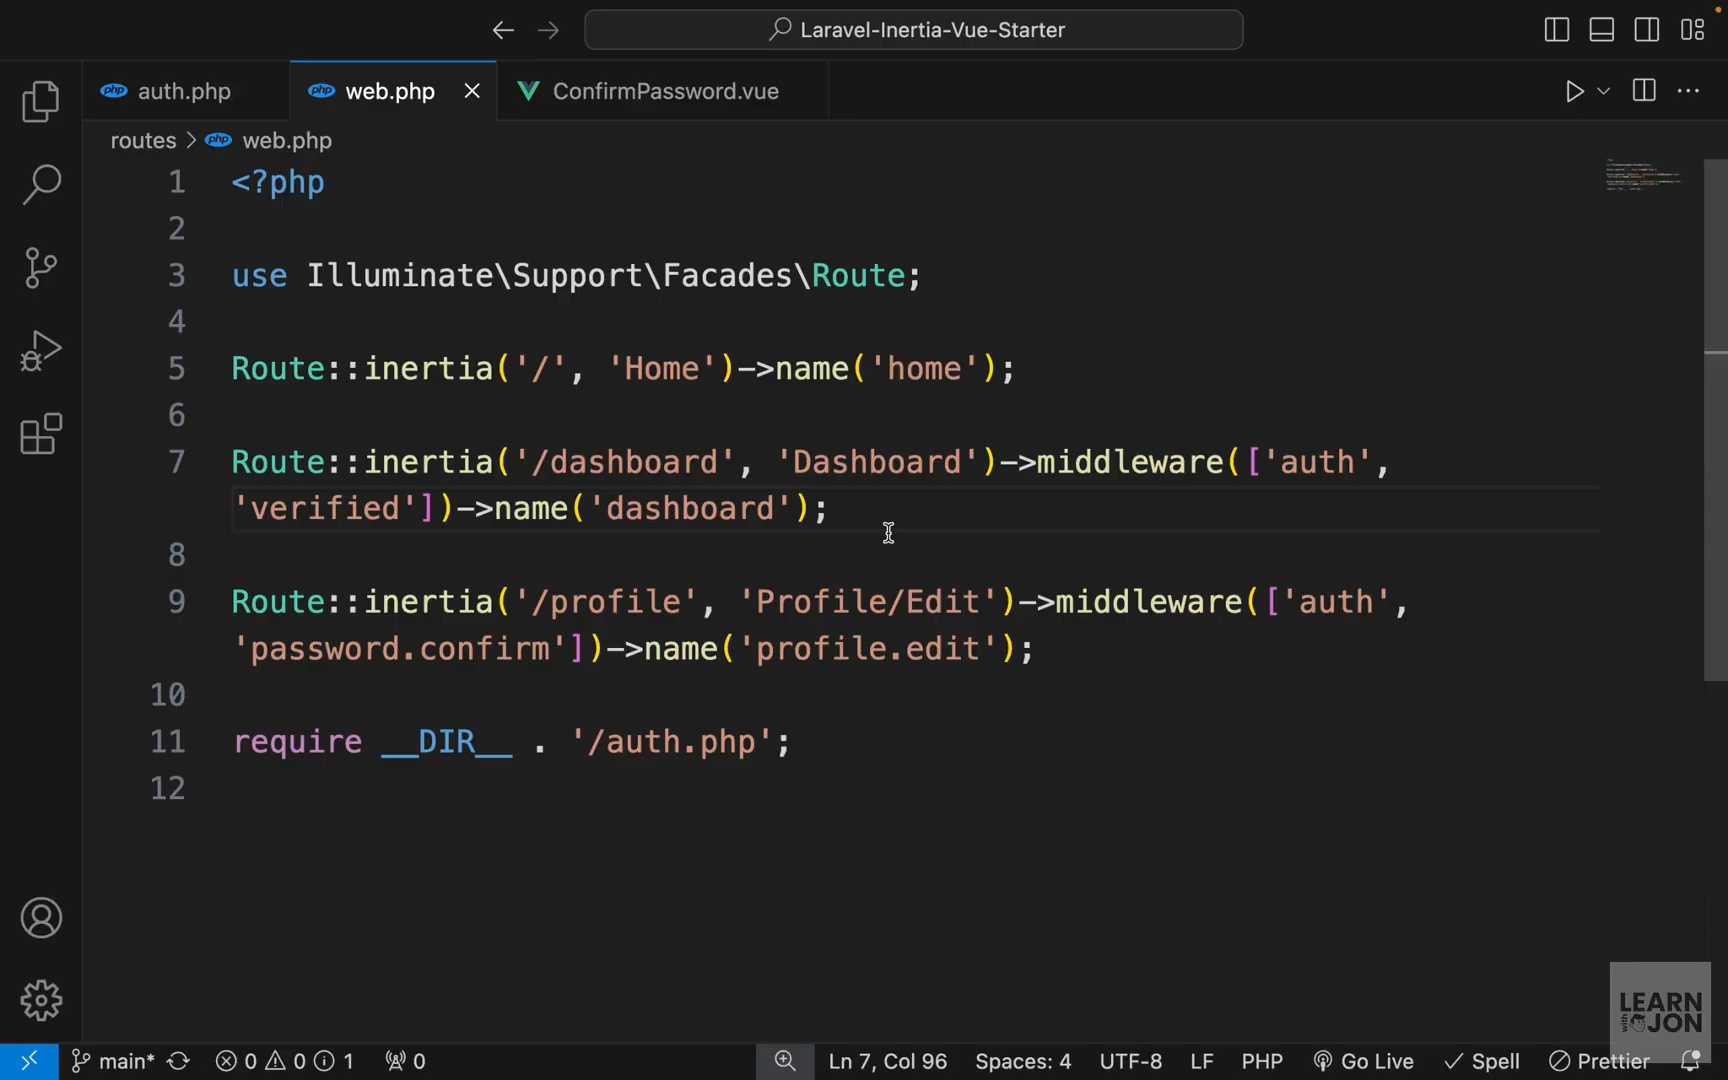 Laravel-Inertia-Vue-Starter
auth.php
web.php
ConfirmPassword.vue
routes > web.php
1 <?php
2
3 use Illuminate\Support\Facades\Route;
4
5 Route::inertia('/', 'Home')->name('home');
6
7 Route::inertia('/dashboard', 'Dashboard')->middleware(['auth',
'verified'])->name('dashboard');
8
9 Route::inertia('/profile', 'Profile/Edit')->middleware(['auth',
'password.confirm'])->name('profile.edit');
10
11 require __DIR__ . '/auth.php';
12
LEARN
with JON
main* 0 0 1 0 Ln 7, Col 96 Spaces: 4 UTF-8 LF PHP Go Live Spell Prettier